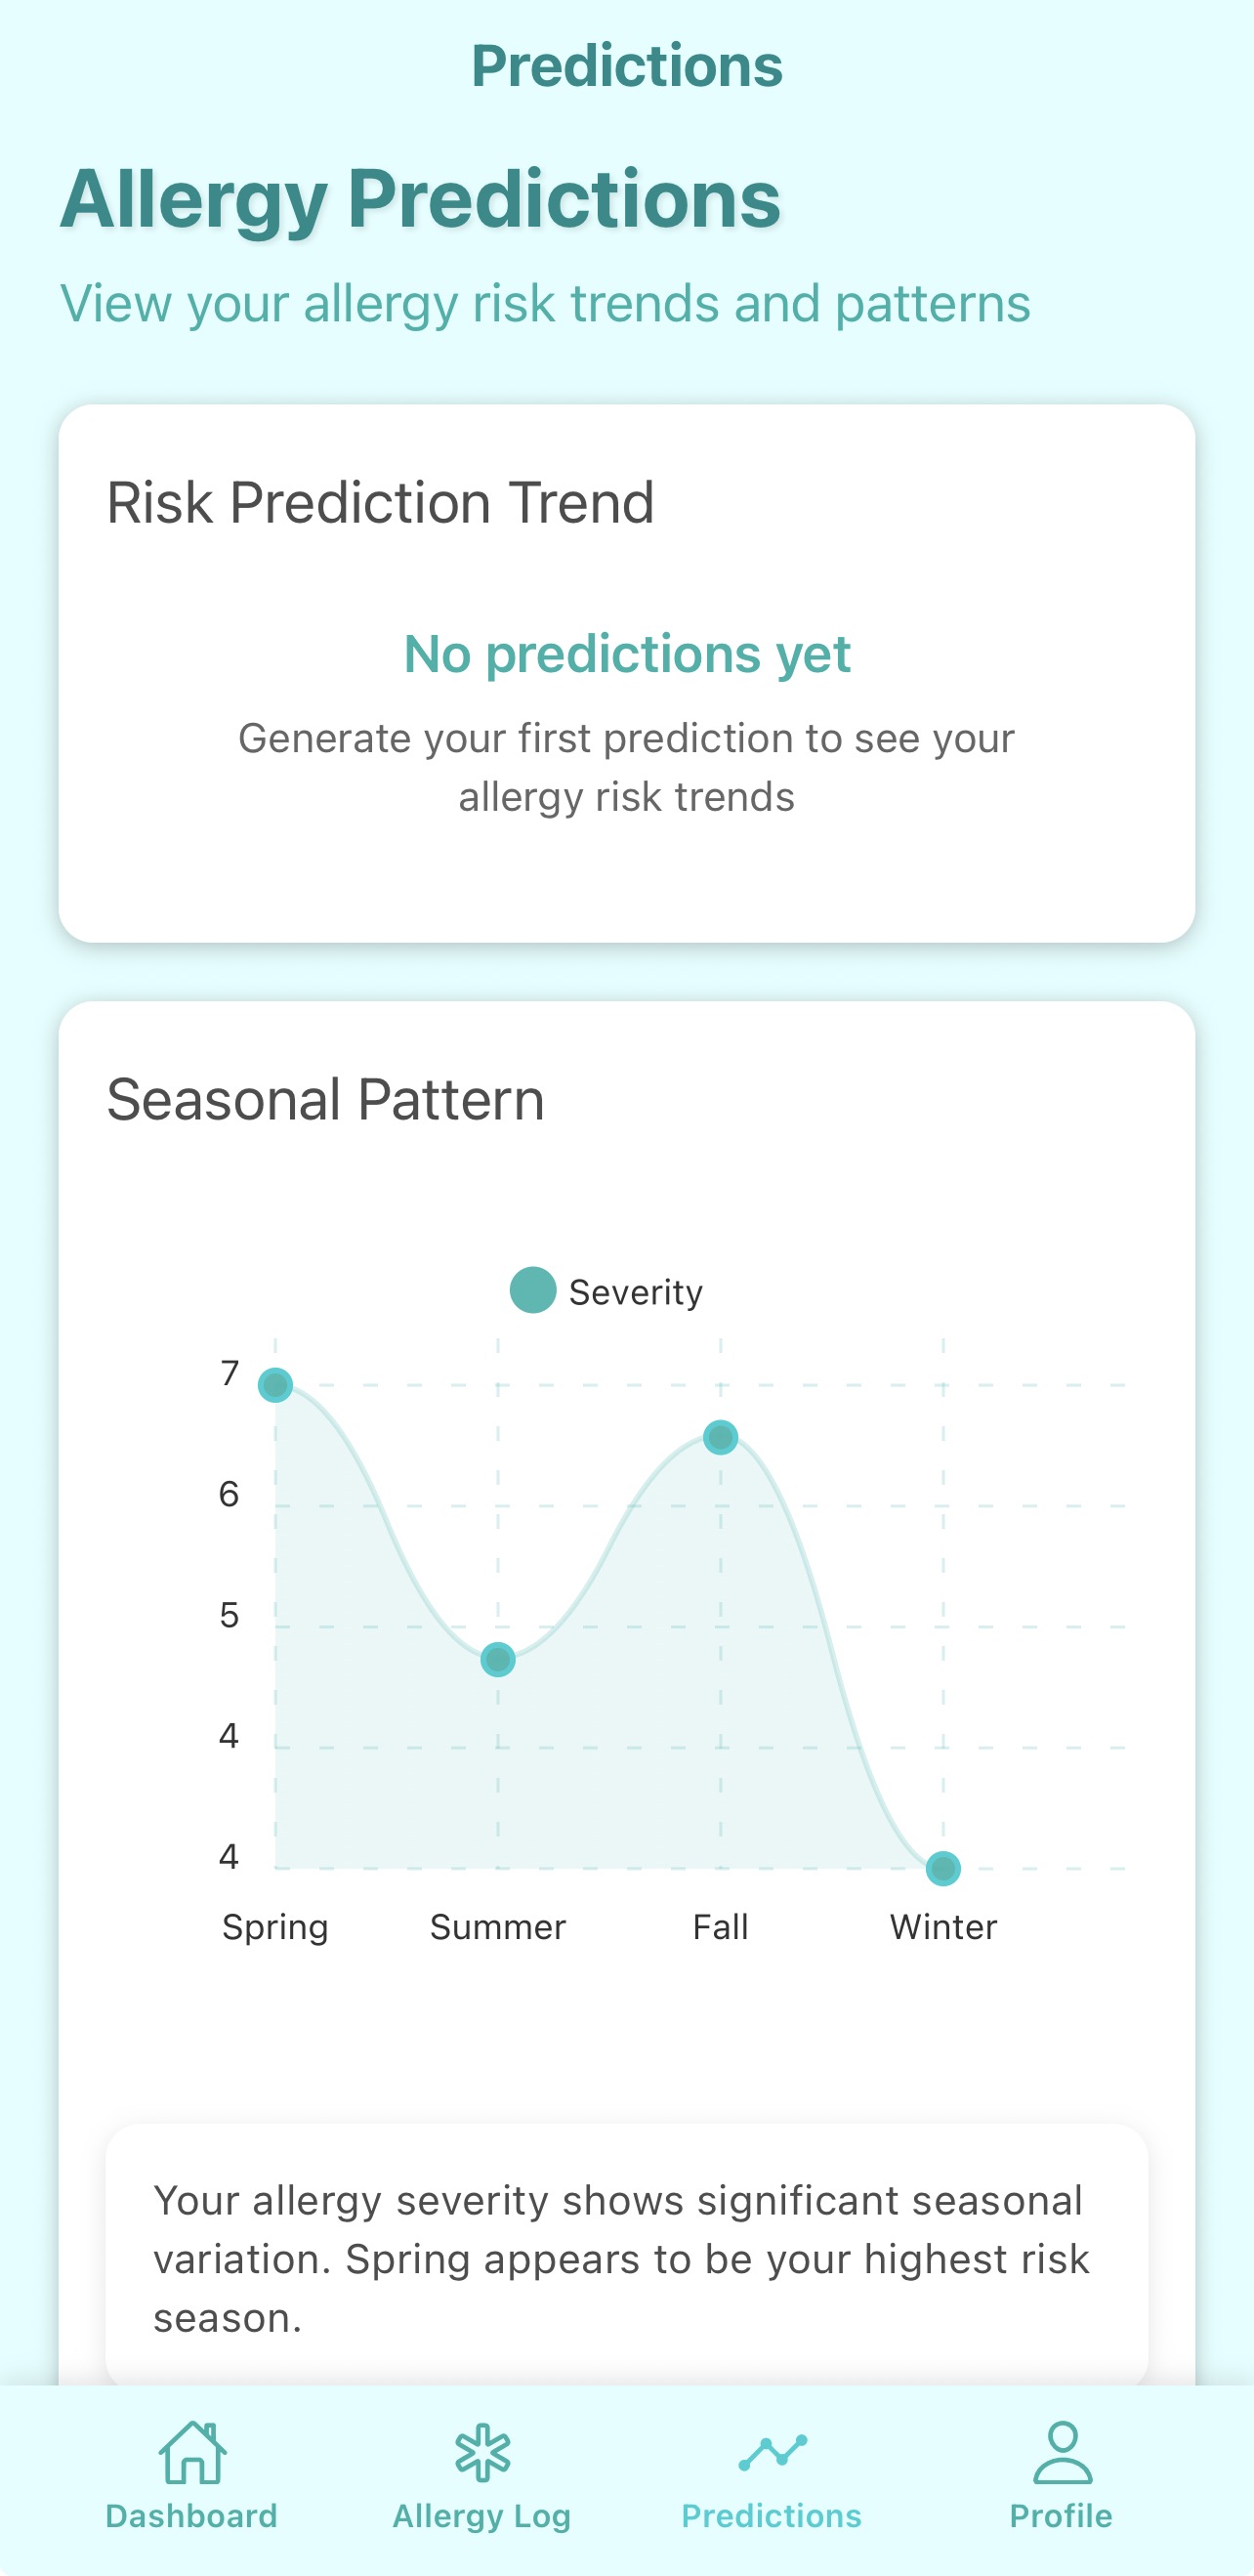 Predictions
Allergy Predictions
View your allergy risk trends and patterns
Risk Prediction Trend
No predictions yet
Generate your first prediction to see your
allergy risk trends
Seasonal Pattern
Severity
7
6
5
4
4
Spring Summer Fall Winter
Your allergy severity shows significant seasonal
variation. Spring appears to be your highest risk
season.
Dashboard Allergy Log Predictions Profile